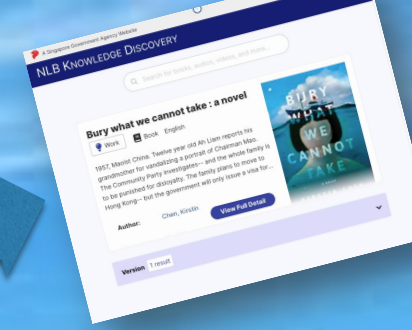 A Singapore Government Agency Website
NLB KNOWLEDGE DISCOVERY
Search for books, audios, videos, and more...
Bury what we cannot take : a novel
Work Book English
1957, Maoist China. Twelve year old Ah Liam reports his
grandmother for vandalizing a portrait of Chairman Mao.
The Community Party investigates-- and the whole family is
to be punished for disloyalty. The family plans to move to
Hong Kong-- but the government will only issue a visa for...
Author: Chen, Kirstin
View Full Detail
BURY
WHAT
WE
CANNOT
TAKE
Version 1 result